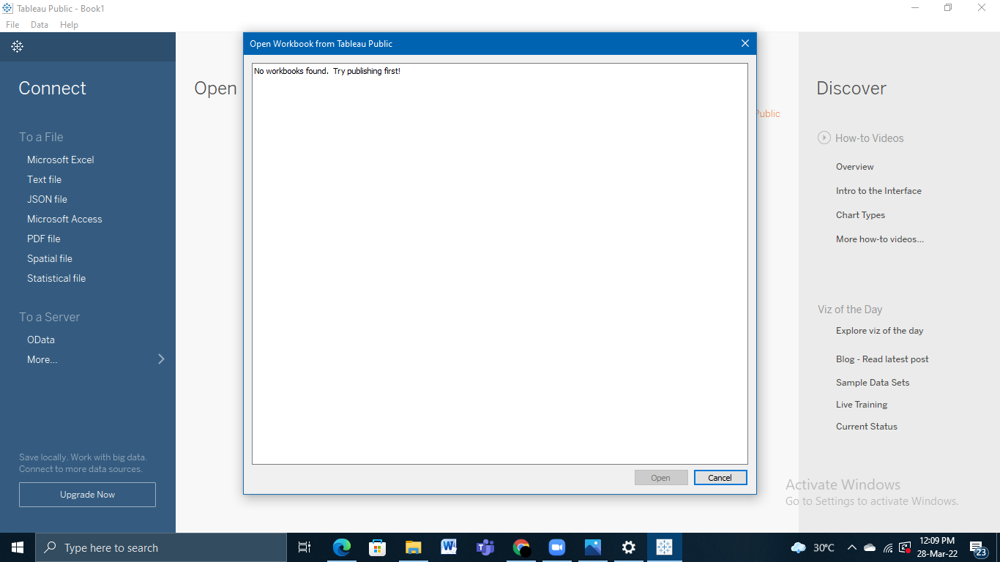 Tableau Public - Book1
File Data Help
Connect
To a File
Microsoft Excel
Text file
JSON file
Microsoft Access
PDF file
Spatial file
Statistical file
To a Server
OData
More...
Save locally. Work with big data.
Connect to more data sources.
Upgrade Now
Open
Public
Open Workbook from Tableau Public
No workbooks found. Try publishing first!
Open Cancel
Discover
How-to Videos
Overview
Intro to the Interface
Chart Types
More how-to videos...
Viz of the Day
Explore viz of the day
Blog - Read latest post
Sample Data Sets
Live Training
Current Status
Activate Windows
Go to Settings to activate Windows.
Type here to search
30°C
12:09 PM
28-Mar-22
23